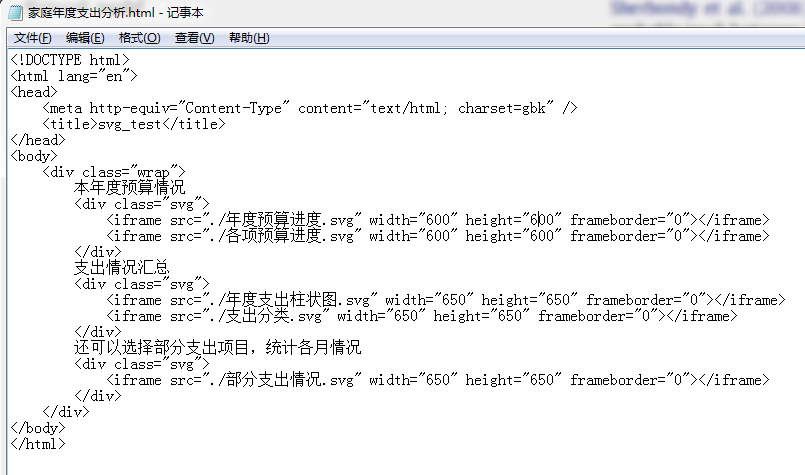 家庭年度支出分析.html - 记事本
文件(F) 编辑(E) 格式(O) 查看(V) 帮助(H)
<!DOCTYPE html>
<html lang="en">
<head>
    <meta http-equiv="Content-Type" content="text/html; charset=gbk" />
    <title>svg_test</title>
</head>
<body>
    <div class="wrap">
        本年度预算情况
        <div class="svg">
            <iframe src="./年度预算进度.svg" width="600" height="600" frameborder="0"></iframe>
            <iframe src="./各项预算进度.svg" width="600" height="600" frameborder="0"></iframe>
        </div>
        支出情况汇总
        <div class="svg">
            <iframe src="./年度支出柱状图.svg" width="650" height="650" frameborder="0"></iframe>
            <iframe src="./支出分类.svg" width="650" height="650" frameborder="0"></iframe>
        </div>
        还可以选择部分支出项目，统计各月情况
        <div class="svg">
            <iframe src="./部分支出情况.svg" width="650" height="650" frameborder="0"></iframe>
        </div>
    </div>
</body>
</html>